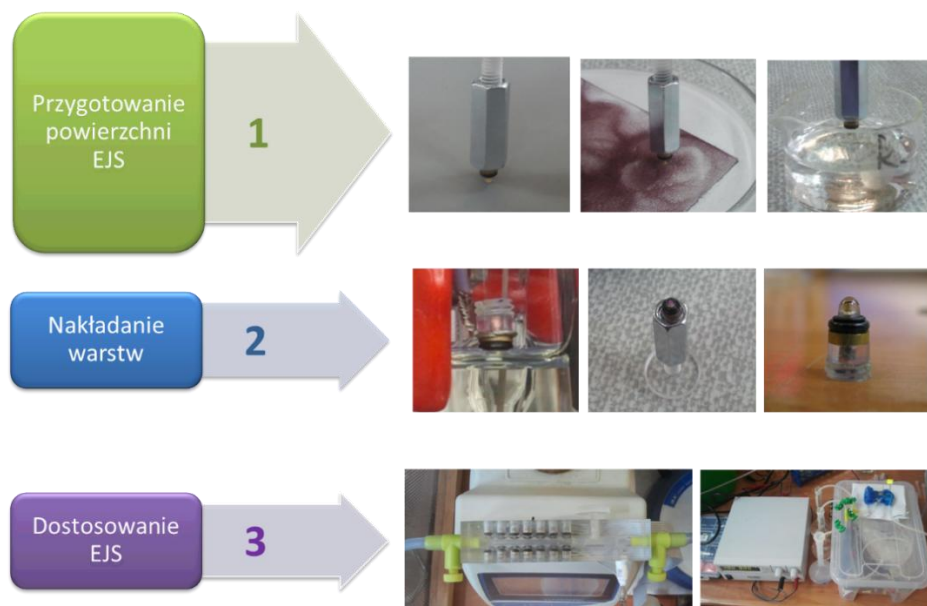 Przygotowanie
powierzchni
EJS
1
Nakładanie
warstw
2
Dostosowanie
EJS
3